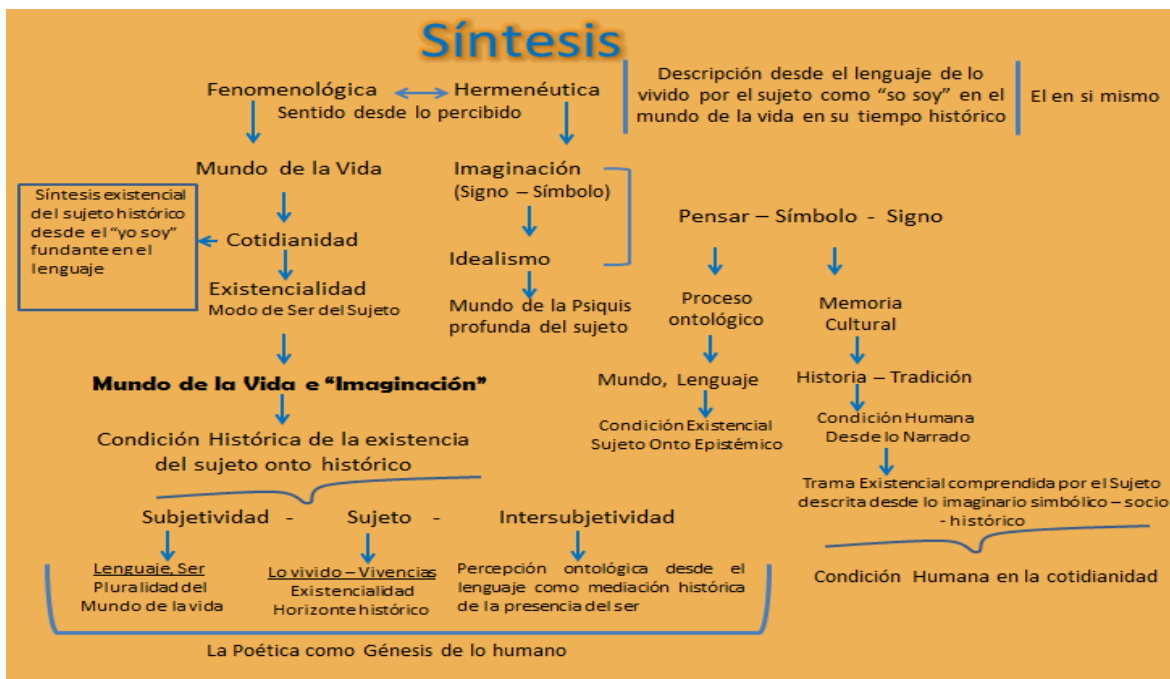 Síntesis
Fenomenológica
Hermenéutica
Sentido desde lo percibido
Descripción desde el lenguaje de lo
vivido por el sujeto como “so soy” en el
mundo de la vida en su tiempo histórico
El en si mismo
Mundo de la Vida
Imaginación
(Signo – Símbolo)
Síntesis existencial
del sujeto histórico
desde el “yo soy”
fundante en el
lenguaje
Cotidianidad
Idealismo
Pensar – Símbolo - Signo
Existencialidad
Modo de Ser del Sujeto
Mundo de la Psiquis
profunda del sujeto
Proceso
ontológico
Memoria
Cultural
Mundo de la Vida e “Imaginación”
Mundo, Lenguaje
Historia – Tradición
Condición Existencial
Sujeto Onto Epistémico
Condición Humana
Desde lo Narrado
Condición Histórica de la existencia
del sujeto onto histórico
Trama Existencial comprendida por el Sujeto
descrita desde lo imaginario simbólico – socio
- histórico
Subjetividad - Sujeto - Intersubjetividad
Lenguaje, Ser
Pluralidad del
Mundo de la vida
Lo vivido – Vivencias
Existencialidad
Horizonte histórico
Percepción ontológica desde el
lenguaje como mediación histórica
de la presencia del ser
Condición Humana en la cotidianidad
La Poética como Génesis de lo humano